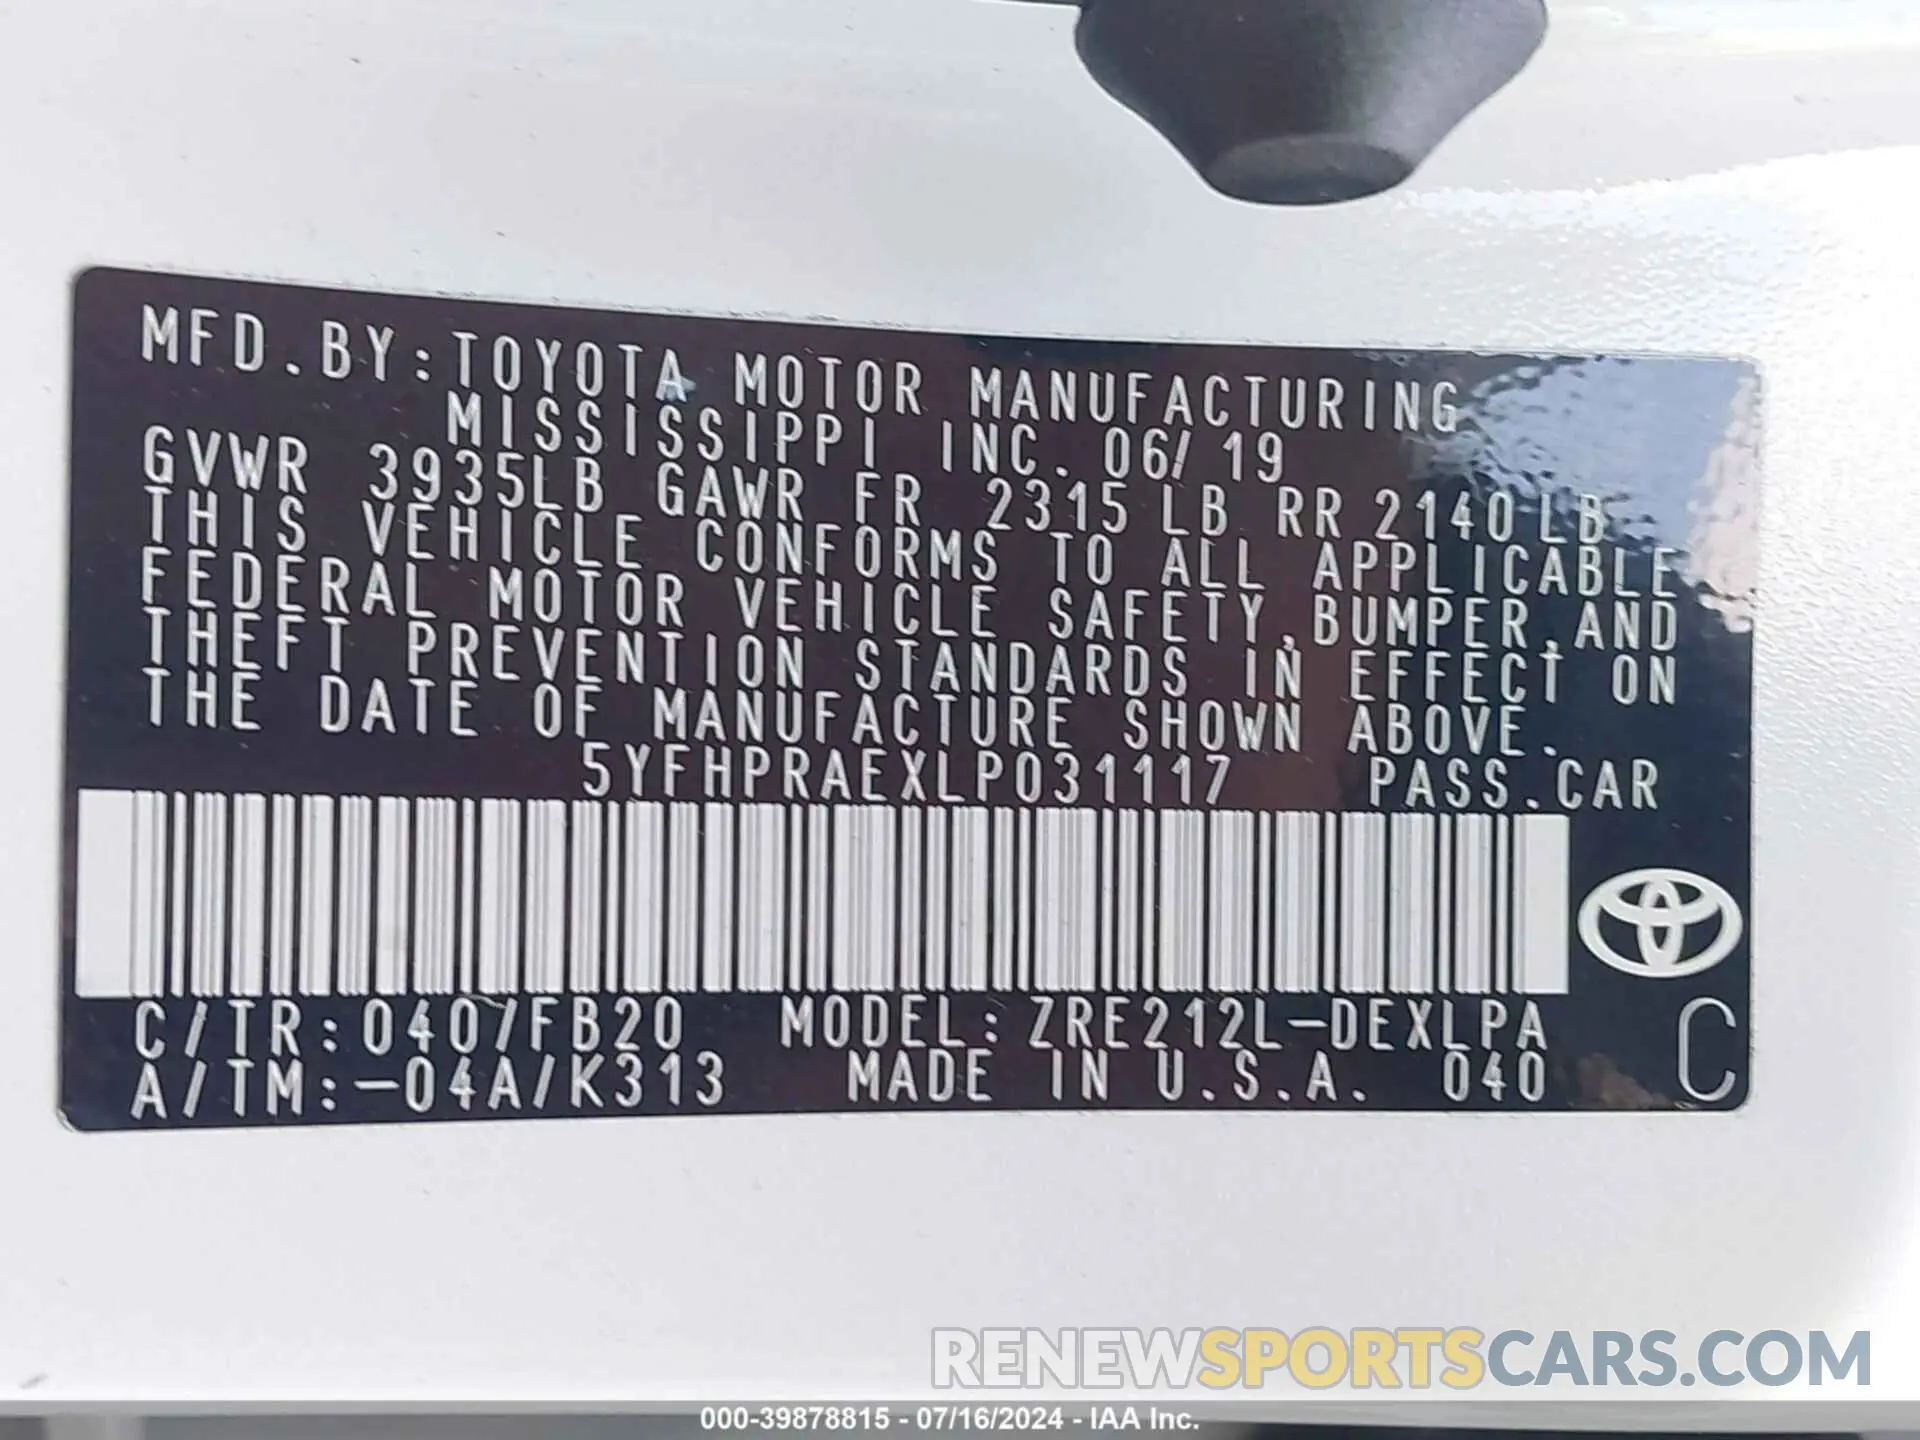 MFD.BY:TOYOTA MOTOR MANUFACTURING
MISSISSIPPI INC. 06/19
GVWR 3935LB GAWR FR 2315LB RR 2140LB
THIS VEHICLE CONFORMS TO ALL APPLICABLE
FEDERAL MOTOR VEHICLE SAFETY,BUMPER,AND
THEFT PREVENTION STANDARDS IN EFFECT ON
THE DATE OF MANUFACTURE SHOWN ABOVE.
5YFHPRAEXLP031117 PASS.CAR
C/TR:040/FB20 MODEL:ZRE212L-DEXLPA
A/TM:-04A/K313 MADE IN U.S.A. 040
C
RENEWSPORTSCARS.COM
000-39878815 - 07/16/2024 - IAA Inc.